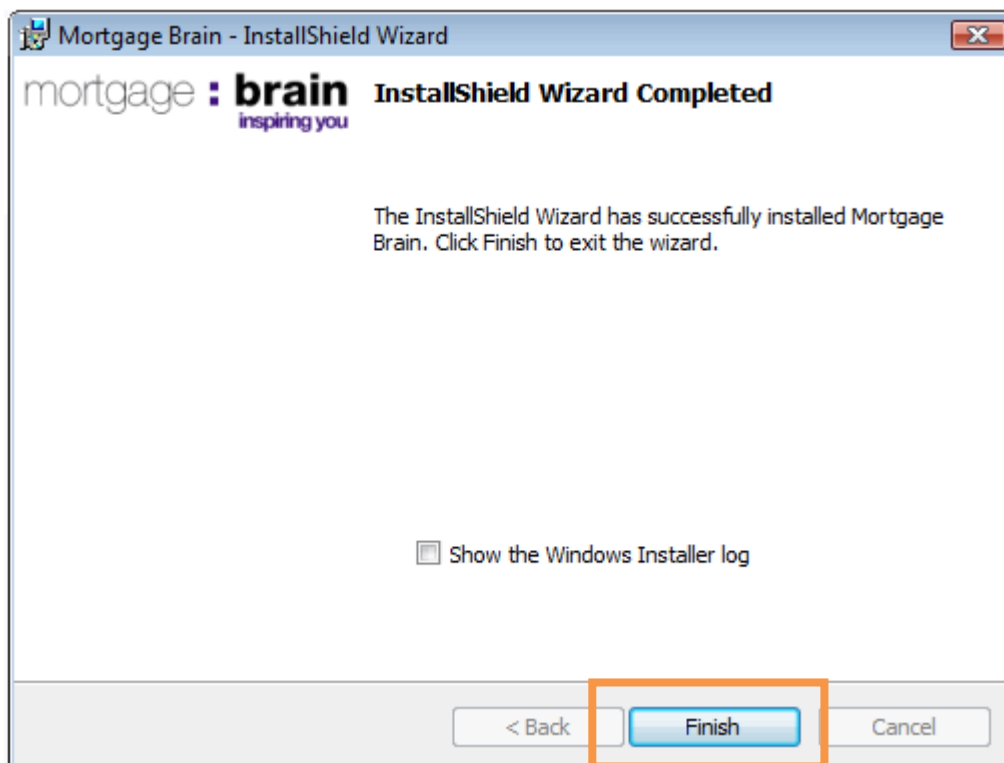 Mortgage Brain - InstallShield Wizard
mortgage : brain
inspiring you
InstallShield Wizard Completed
The InstallShield Wizard has successfully installed Mortgage
Brain. Click Finish to exit the wizard.
Show the Windows Installer log
< Back
Finish
Cancel